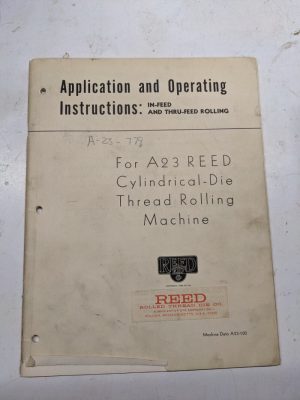 Application and Operating
Instructions: IN-FEED
AND THRU-FEED ROLLING
A-23-779
For A23 REED
Cylindrical-Die
Thread Rolling
Machine
REED
REED
ROLLED THREAD DIE CO.
Machine Data A23-100